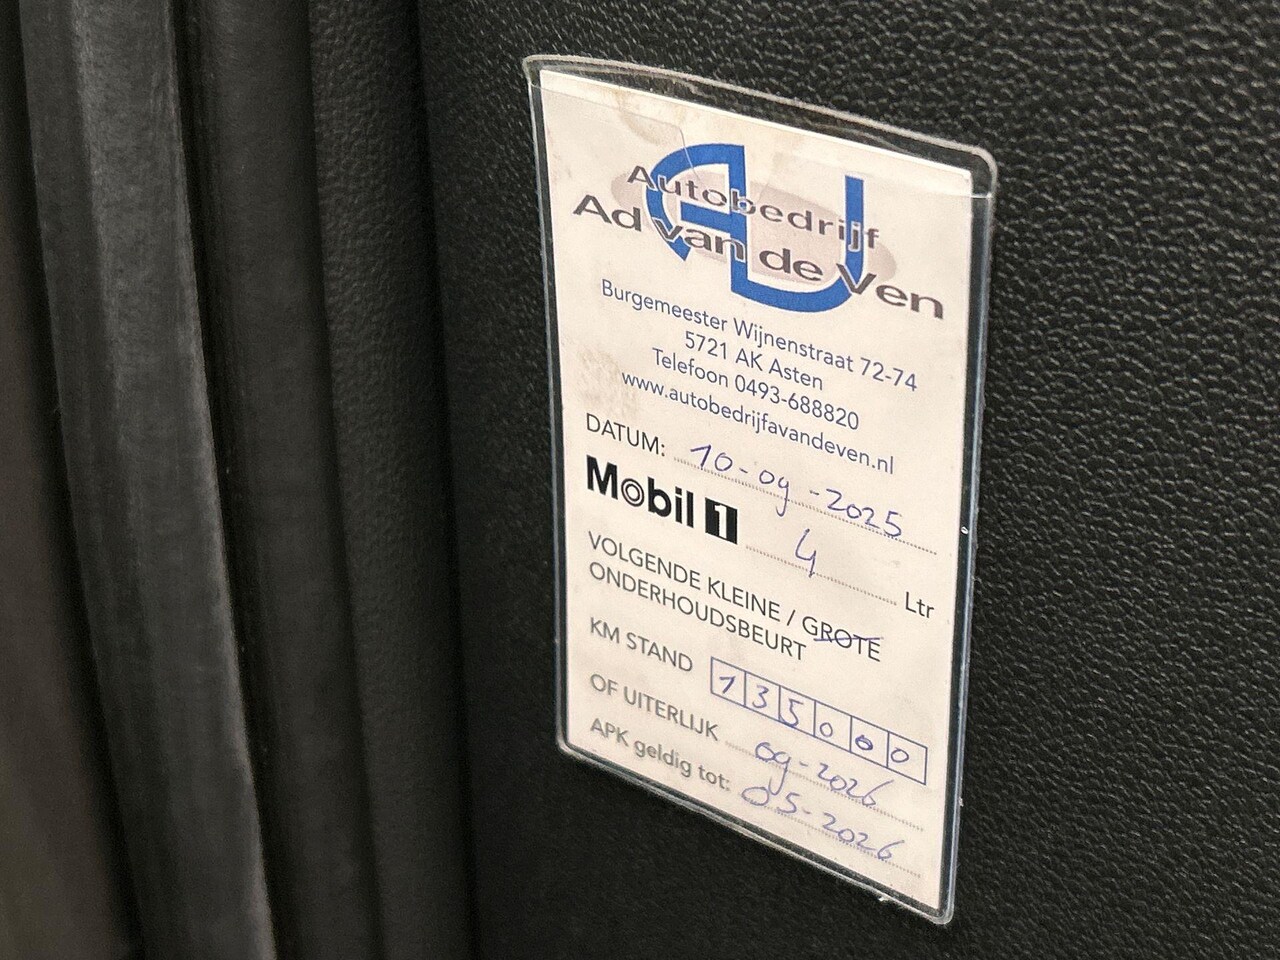 Autobedrijf
Ad van de Ven
Burgemeester Wijnenstraat 72-74
5721 AK Asten
Telefoon 0493-688820
www.autobedrijfavandeven.nl
DATUM: 10-09-2025
Mobil 1 4 Ltr
VOLGENDE KLEINE / GROTE
ONDERHOUDSBEURT
KM STAND 135000
OF UITERLIJK 09-2026
APK geldig tot: 05-2026